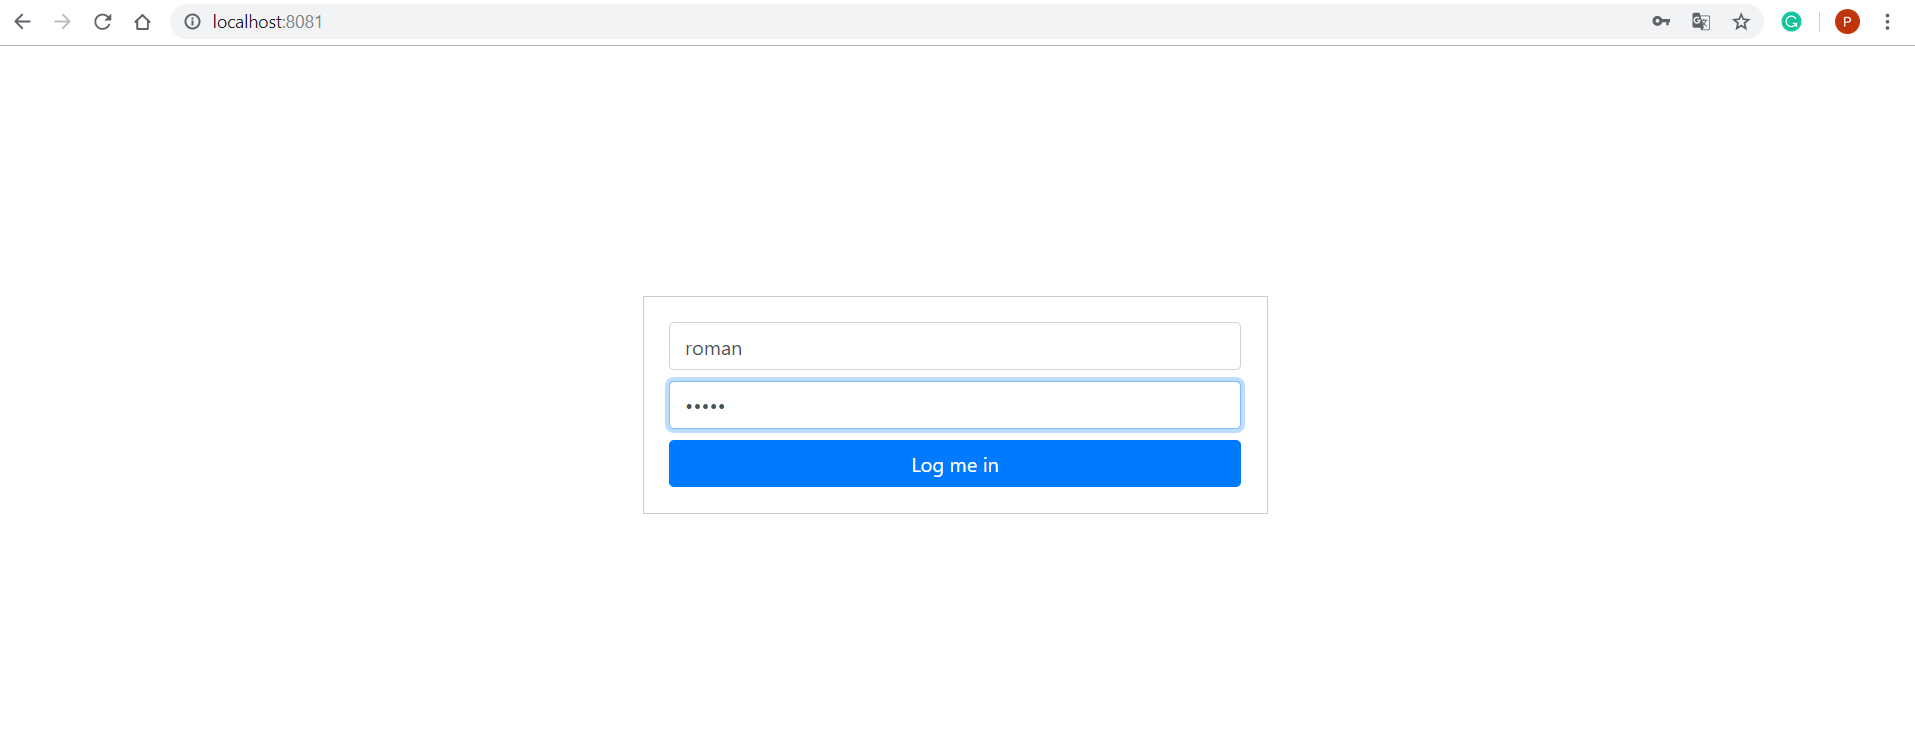 localhost:8081
P
roman
•••••
Log me in